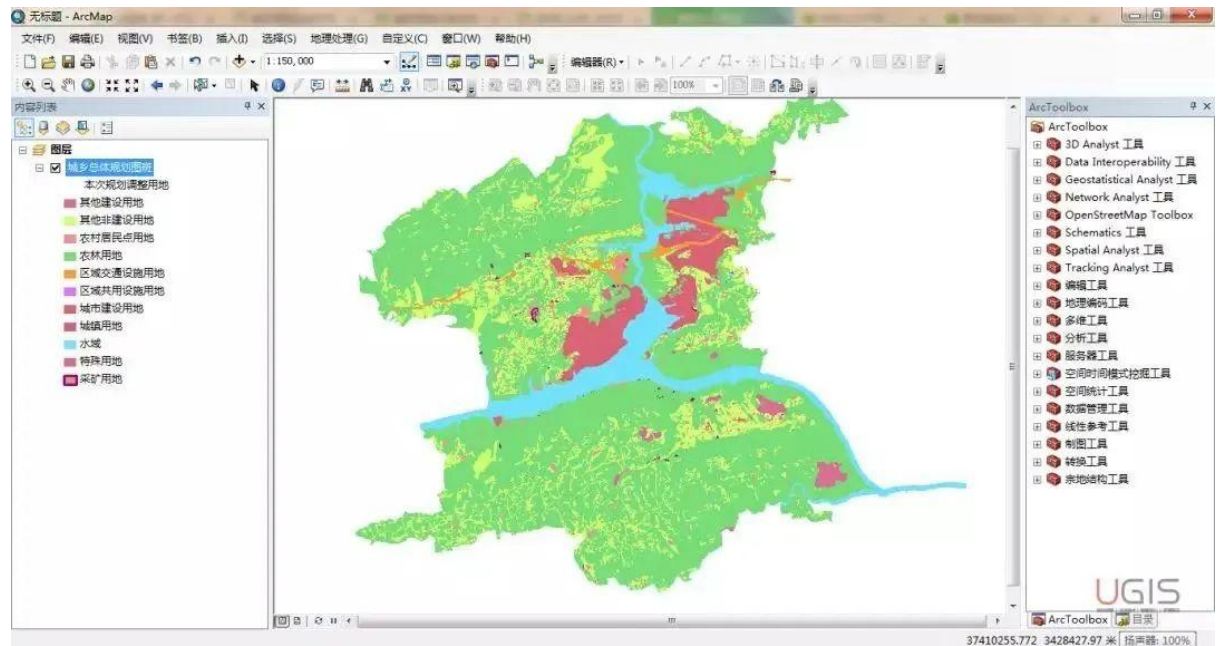 无标题 - ArcMap
文件(F) 编辑(E) 视图(V) 书签(B) 插入(I) 选择(S) 地理处理(G) 自定义(C) 窗口(W) 帮助(H)
1:150,000
编辑器(R)
100%
内容列表
图层
城乡总体规划图斑
本次规划调整用地
其他建设用地
其他非建设用地
农村居民点用地
农林用地
区域交通设施用地
区域共用设施用地
城市建设用地
城镇用地
水域
特殊用地
采矿用地
ArcToolbox
ArcToolbox
3D Analyst 工具
Data Interoperability 工具
Geostatistical Analyst 工具
Network Analyst 工具
OpenStreetMap Toolbox
Schematics 工具
Spatial Analyst 工具
Tracking Analyst 工具
编辑工具
地理编码工具
多维工具
分析工具
服务器工具
空间时间模式挖掘工具
空间统计工具
数据管理工具
线性参考工具
制图工具
转换工具
宗地结构工具
UGIS
ArcToolbox 目录
37410255.772 3428427.97 米
扬声器: 100%